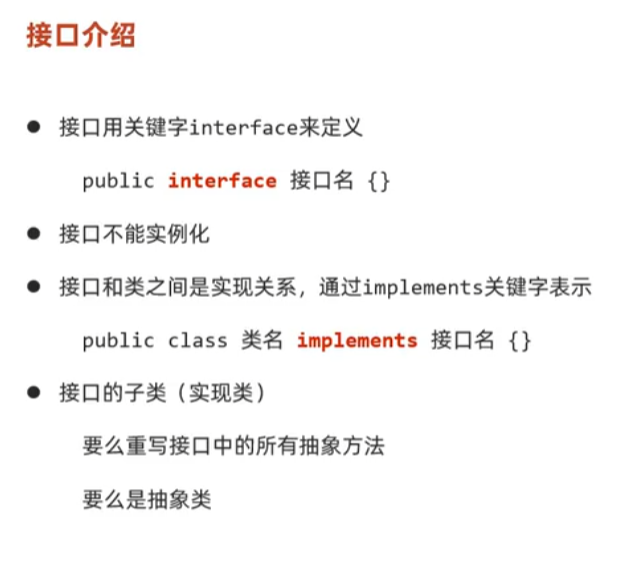 接口介绍
● 接口用关键字interface来定义
public interface 接口名 {}
● 接口不能实例化
● 接口和类之间是实现关系，通过implements关键字表示
public class 类名 implements 接口名 {}
● 接口的子类（实现类）
要么重写接口中的所有抽象方法
要么是抽象类